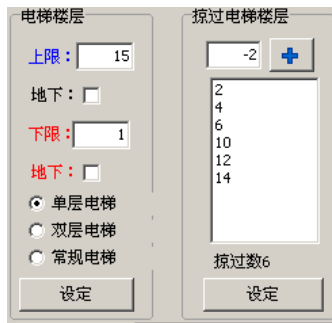 电梯楼层
上限： 15
地下：
下限： 1
地下：
单层电梯
双层电梯
常规电梯
设定
掠过电梯楼层
-2
2
4
6
10
12
14
掠过数6
设定